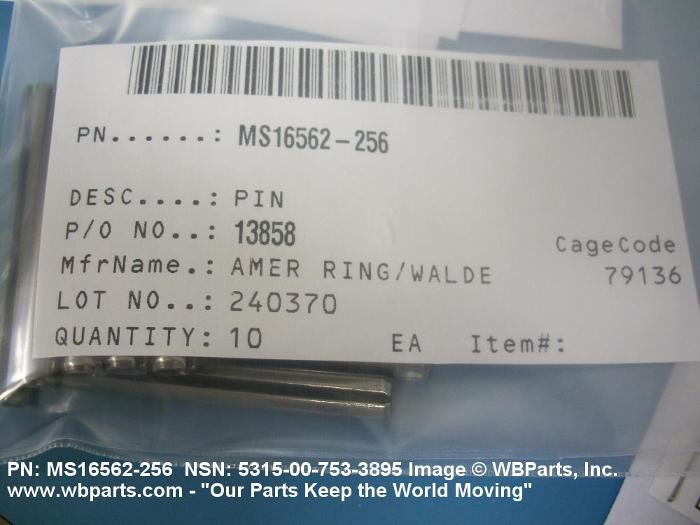 PN......: MS16562-256
DESC....: PIN
P/O NO..: 13858
CageCode
MfrName.: AMER RING/WALDE 79136
LOT NO..: 240370
QUANTITY: 10 EA Item#:
PN: MS16562-256 NSN: 5315-00-753-3895 Image © WBParts, Inc.
www.wbparts.com - "Our Parts Keep the World Moving"